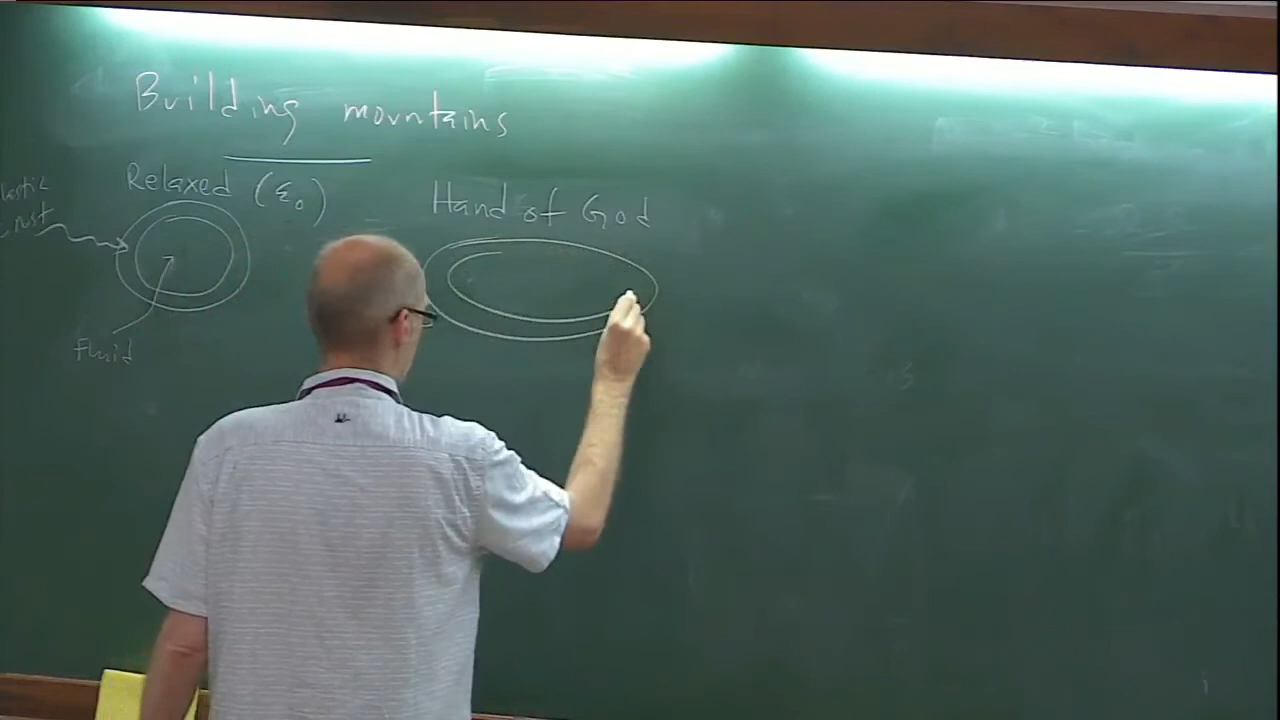 Building mountains
Relaxed (ε₀)
Hand of God
Fluid